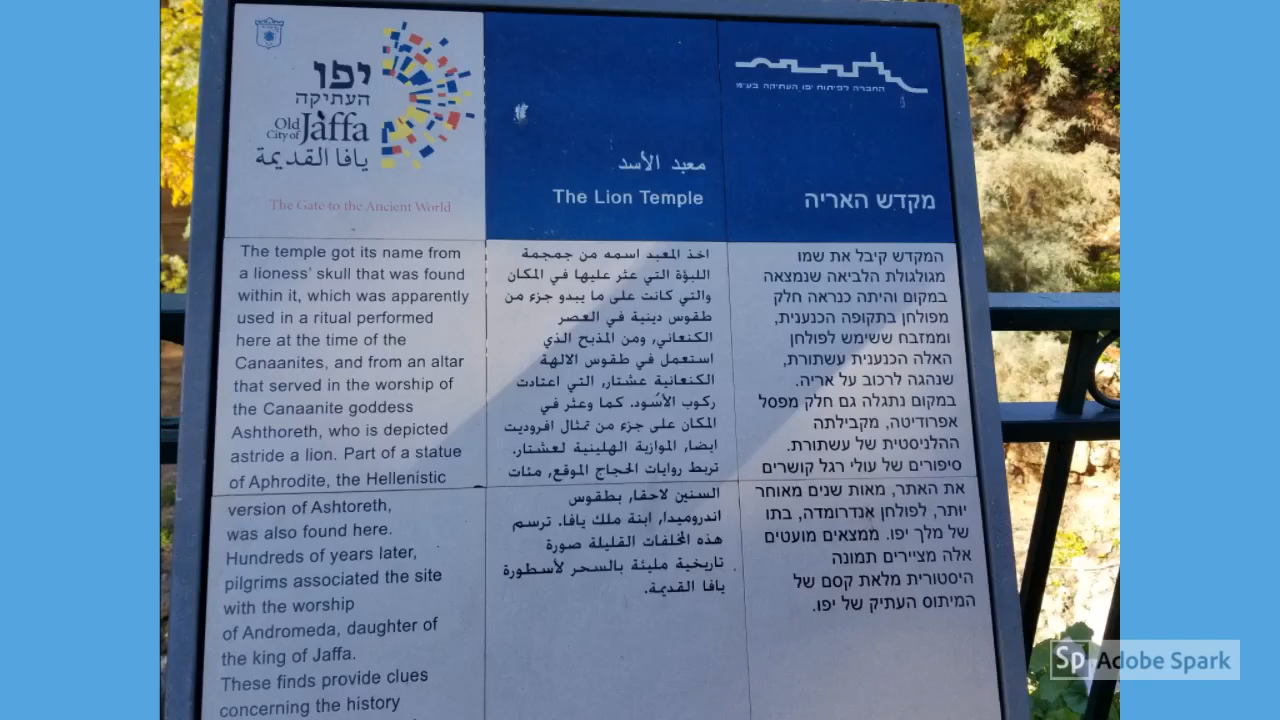 יפו
העתיקה
Old
City of Jaffa
يافا القديمة
The Gate to the Ancient World
معبد الأسد
The Lion Temple
החברה לפיתוח יפו העתיקה בע״מ
מקדש האריה
The temple got its name from
a lioness' skull that was found
within it, which was apparently
used in a ritual performed
here at the time of the
Canaanites, and from an altar
that served in the worship of
the Canaanite goddess
Ashthoreth, who is depicted
astride a lion. Part of a statue
of Aphrodite, the Hellenistic
version of Ashtoreth,
was also found here.
Hundreds of years later,
pilgrims associated the site
with the worship
of Andromeda, daughter of
the king of Jaffa.
These finds provide clues
concerning the history
اخذ المعبد اسمه من جمجمة
اللبؤة التي عثر عليها في المكان
والتي كانت على ما يبدو جزء من
طقوس دينية في العصر
الكنعاني, ومن المذبح الذي
استعمل في طقوس الالهة
الكنعانية عشتار, التي اعتادت
ركوب الأسُود. كما وعثر في
المكان على جزء من تمثال افروديت
ايضا, الموازية الهلينية لعشتار.
تربط روايات الحجاج الموقع, مئات
السنين لاحقا, بطقوس
اندروميدا, ابنة ملك يافا. ترسم
هذه المخلفات القليلة صورة
تاريخية مليئة بالسحر لأسطورة
يافا القديمة.
המקדש קיבל את שמו
מגולגולת הלביאה שנמצאה
במקום והיתה כנראה חלק
מפולחן בתקופה הכנענית,
וממזבח ששימש לפולחן
האלה הכנענית עשתורת,
שנהגה לרכוב על אריה.
במקום נתגלה גם חלק מפסל
אפרודיטה, מקבילתה
ההלניסטית של עשתורת.
סיפורים של עולי רגל קושרים
את האתר, מאות שנים מאוחר
יותר, לפולחן אנדרומדה, בתו
של מלך יפו. ממצאים מועטים
אלה מציירים תמונה
היסטורית מלאת קסם של
המיתוס העתיק של יפו.
Sp Adobe Spark